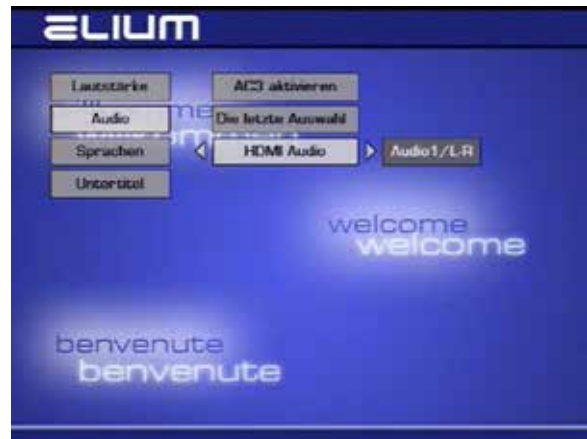 ELIUM
Lautstärke
AC3 aktivieren
Audio
Die letzte Auswahl
Sprachen
HDMI Audio
Audio1/L-R
Untertitel
welcome
welcome
benvenute
benvenute